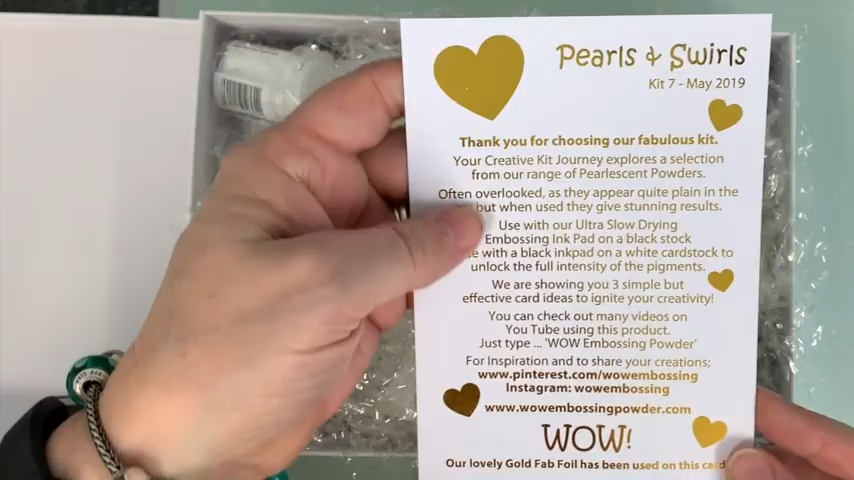 Pearls & Swirls
Kit 7 - May 2019
Thank you for choosing our fabulous kit.
Your Creative Kit Journey explores a selection
from our range of Pearlescent Powders.
Often overlooked, as they appear quite plain in the
but when used they give stunning results.
Use with our Ultra Slow Drying
Embossing Ink Pad on a black stock
with a black inkpad on a white cardstock to
unlock the full intensity of the pigments.
We are showing you 3 simple but
effective card ideas to ignite your creativity!
You can check out many videos on
You Tube using this product.
Just type ... 'WOW Embossing Powder'
For Inspiration and to share your creations;
www.pinterest.com/wowembossing
Instagram: wowembossing
www.wowembossingpowder.com
WOW!
Our lovely Gold Fab Foil has been used on this card